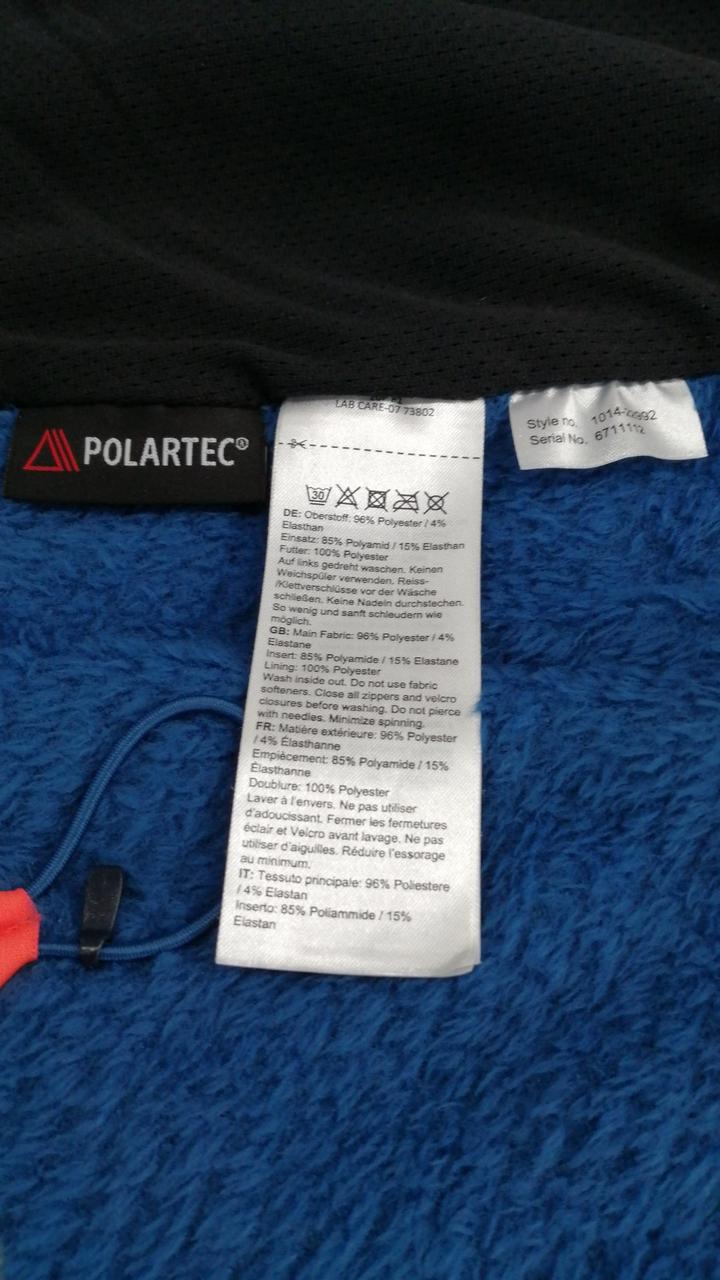 POLARTEC®
LAB CARE-07 73802
30
DE: Oberstoff: 96% Polyester / 4%
Elasthan
Einsatz: 85% Polyamid / 15% Elasthan
Futter: 100% Polyester
Auf links gedreht waschen. Keinen
Weichspüler verwenden. Reiss-
/Klettverschlüsse vor der Wäsche
schließen. Keine Nadeln durchstechen.
So wenig und sanft schleudern wie
möglich.
GB: Main Fabric: 96% Polyester / 4%
Elastane
Insert: 85% Polyamide / 15% Elastane
Lining: 100% Polyester
Wash inside out. Do not use fabric
softeners. Close all zippers and velcro
closures before washing. Do not pierce
with needles. Minimize spinning.
FR: Matière extérieure: 96% Polyester
/ 4% Élasthanne
Empiècement: 85% Polyamide / 15%
Élasthanne
Doublure: 100% Polyester
Laver à l'envers. Ne pas utiliser
d'adoucissant. Fermer les fermetures
éclair et Velcro avant lavage. Ne pas
utiliser d'aiguilles. Réduire l'essorage
au minimum.
IT: Tessuto principale: 96% Poliestere
/ 4% Elastan
Inserto: 85% Poliammide / 15%
Elastan
Style no.
Serial No. 6711112